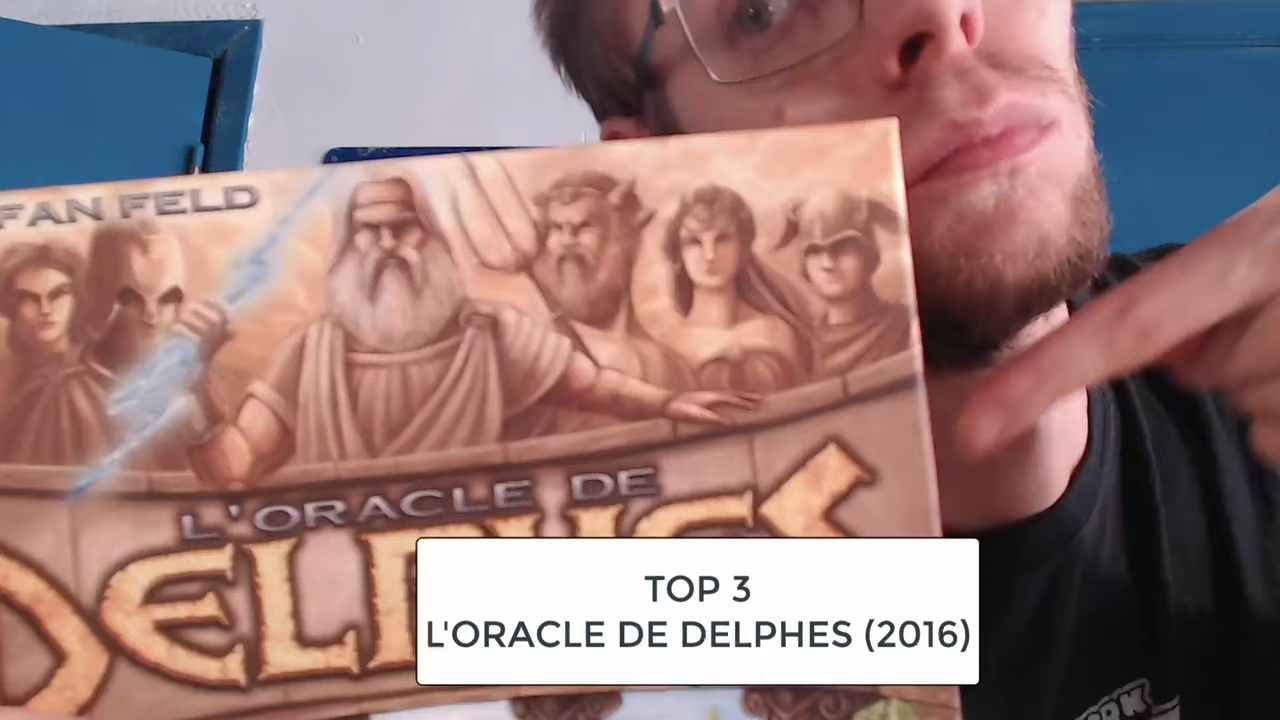 FAN FELD
L'ORACLE DE
TOP 3
L'ORACLE DE DELPHES (2016)